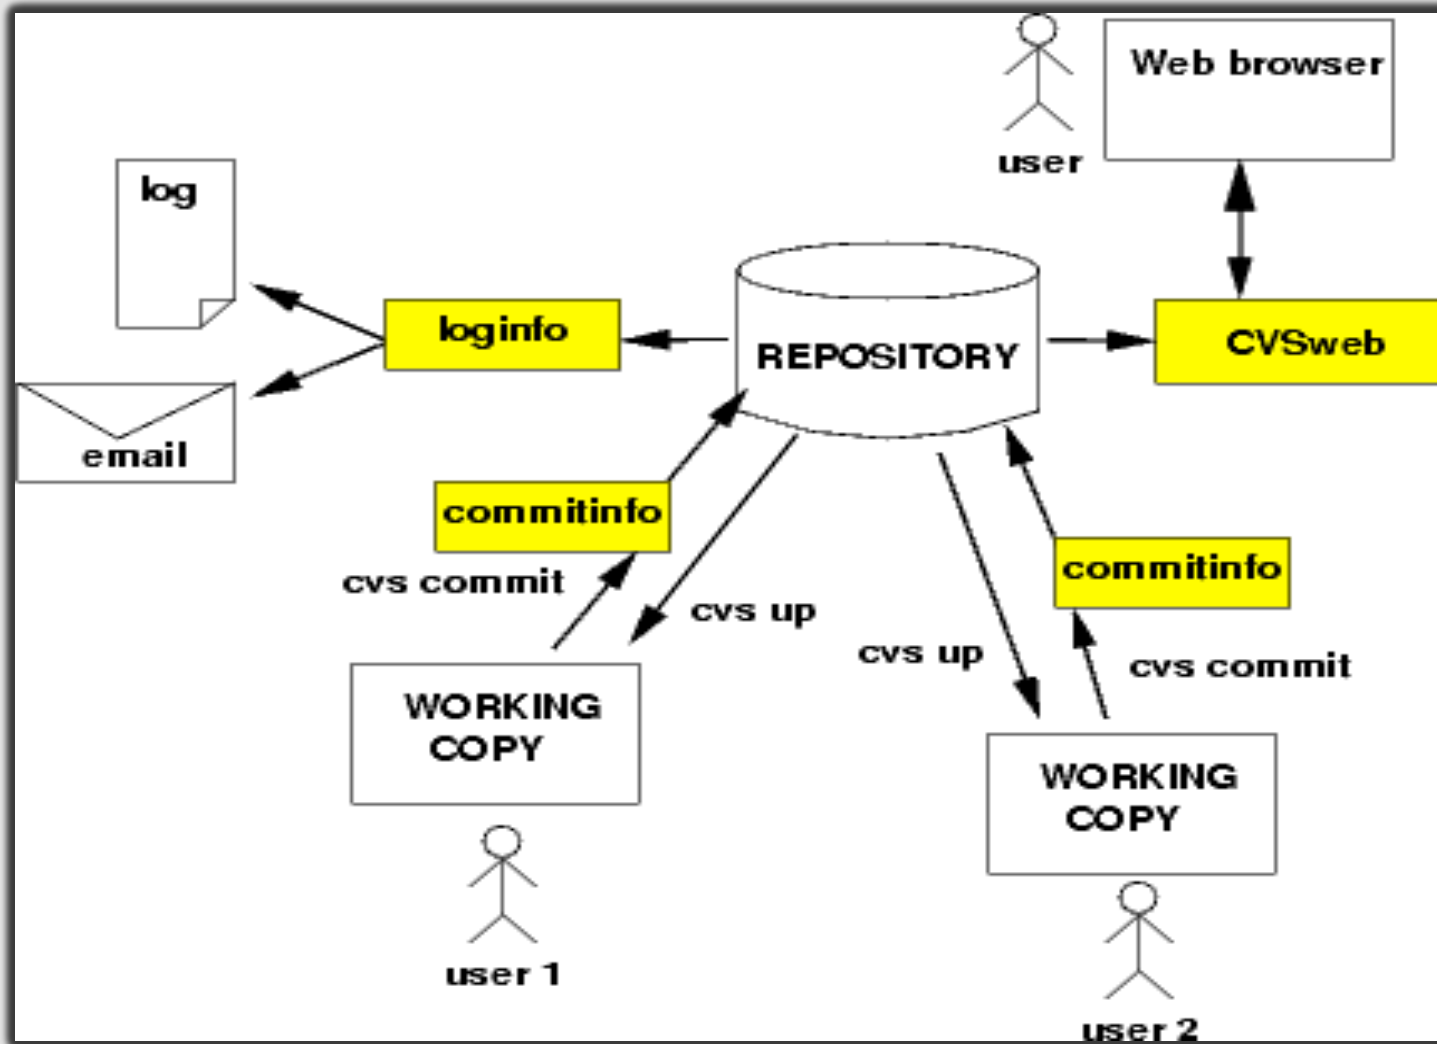 Web browser
user
log
loginfo
REPOSITORY
CVSweb
email
commitinfo
cvs commit
commitinfo
cvs up
cvs up
cvs commit
WORKING
COPY
WORKING
COPY
user 1
user 2